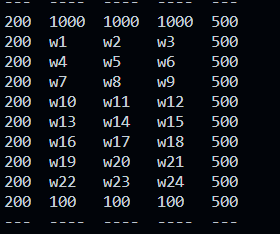 ---  ----  ----  ----  ---
200  1000  1000  1000  500
200  w1    w2    w3    500
200  w4    w5    w6    500
200  w7    w8    w9    500
200  w10   w11   w12   500
200  w13   w14   w15   500
200  w16   w17   w18   500
200  w19   w20   w21   500
200  w22   w23   w24   500
200  100   100   100   500
---  ----  ----  ----  ---